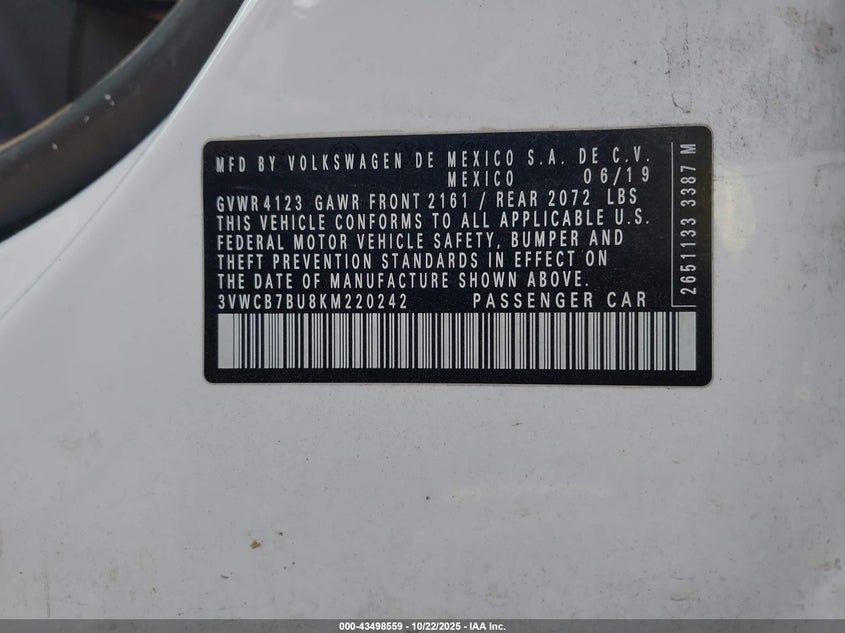 MFD BY VOLKSWAGEN DE MEXICO S.A. DE C.V.
MEXICO 06/19
GVWR 4123 GAWR FRONT 2161 / REAR 2072 LBS
THIS VEHICLE CONFORMS TO ALL APPLICABLE U.S.
FEDERAL MOTOR VEHICLE SAFETY, BUMPER AND
THEFT PREVENTION STANDARDS IN EFFECT ON
THE DATE OF MANUFACTURE SHOWN ABOVE.
3VWCB7BU8KM220242 PASSENGER CAR
2651133 3387 M
000-43498559 - 10/22/2025 - IAA Inc.